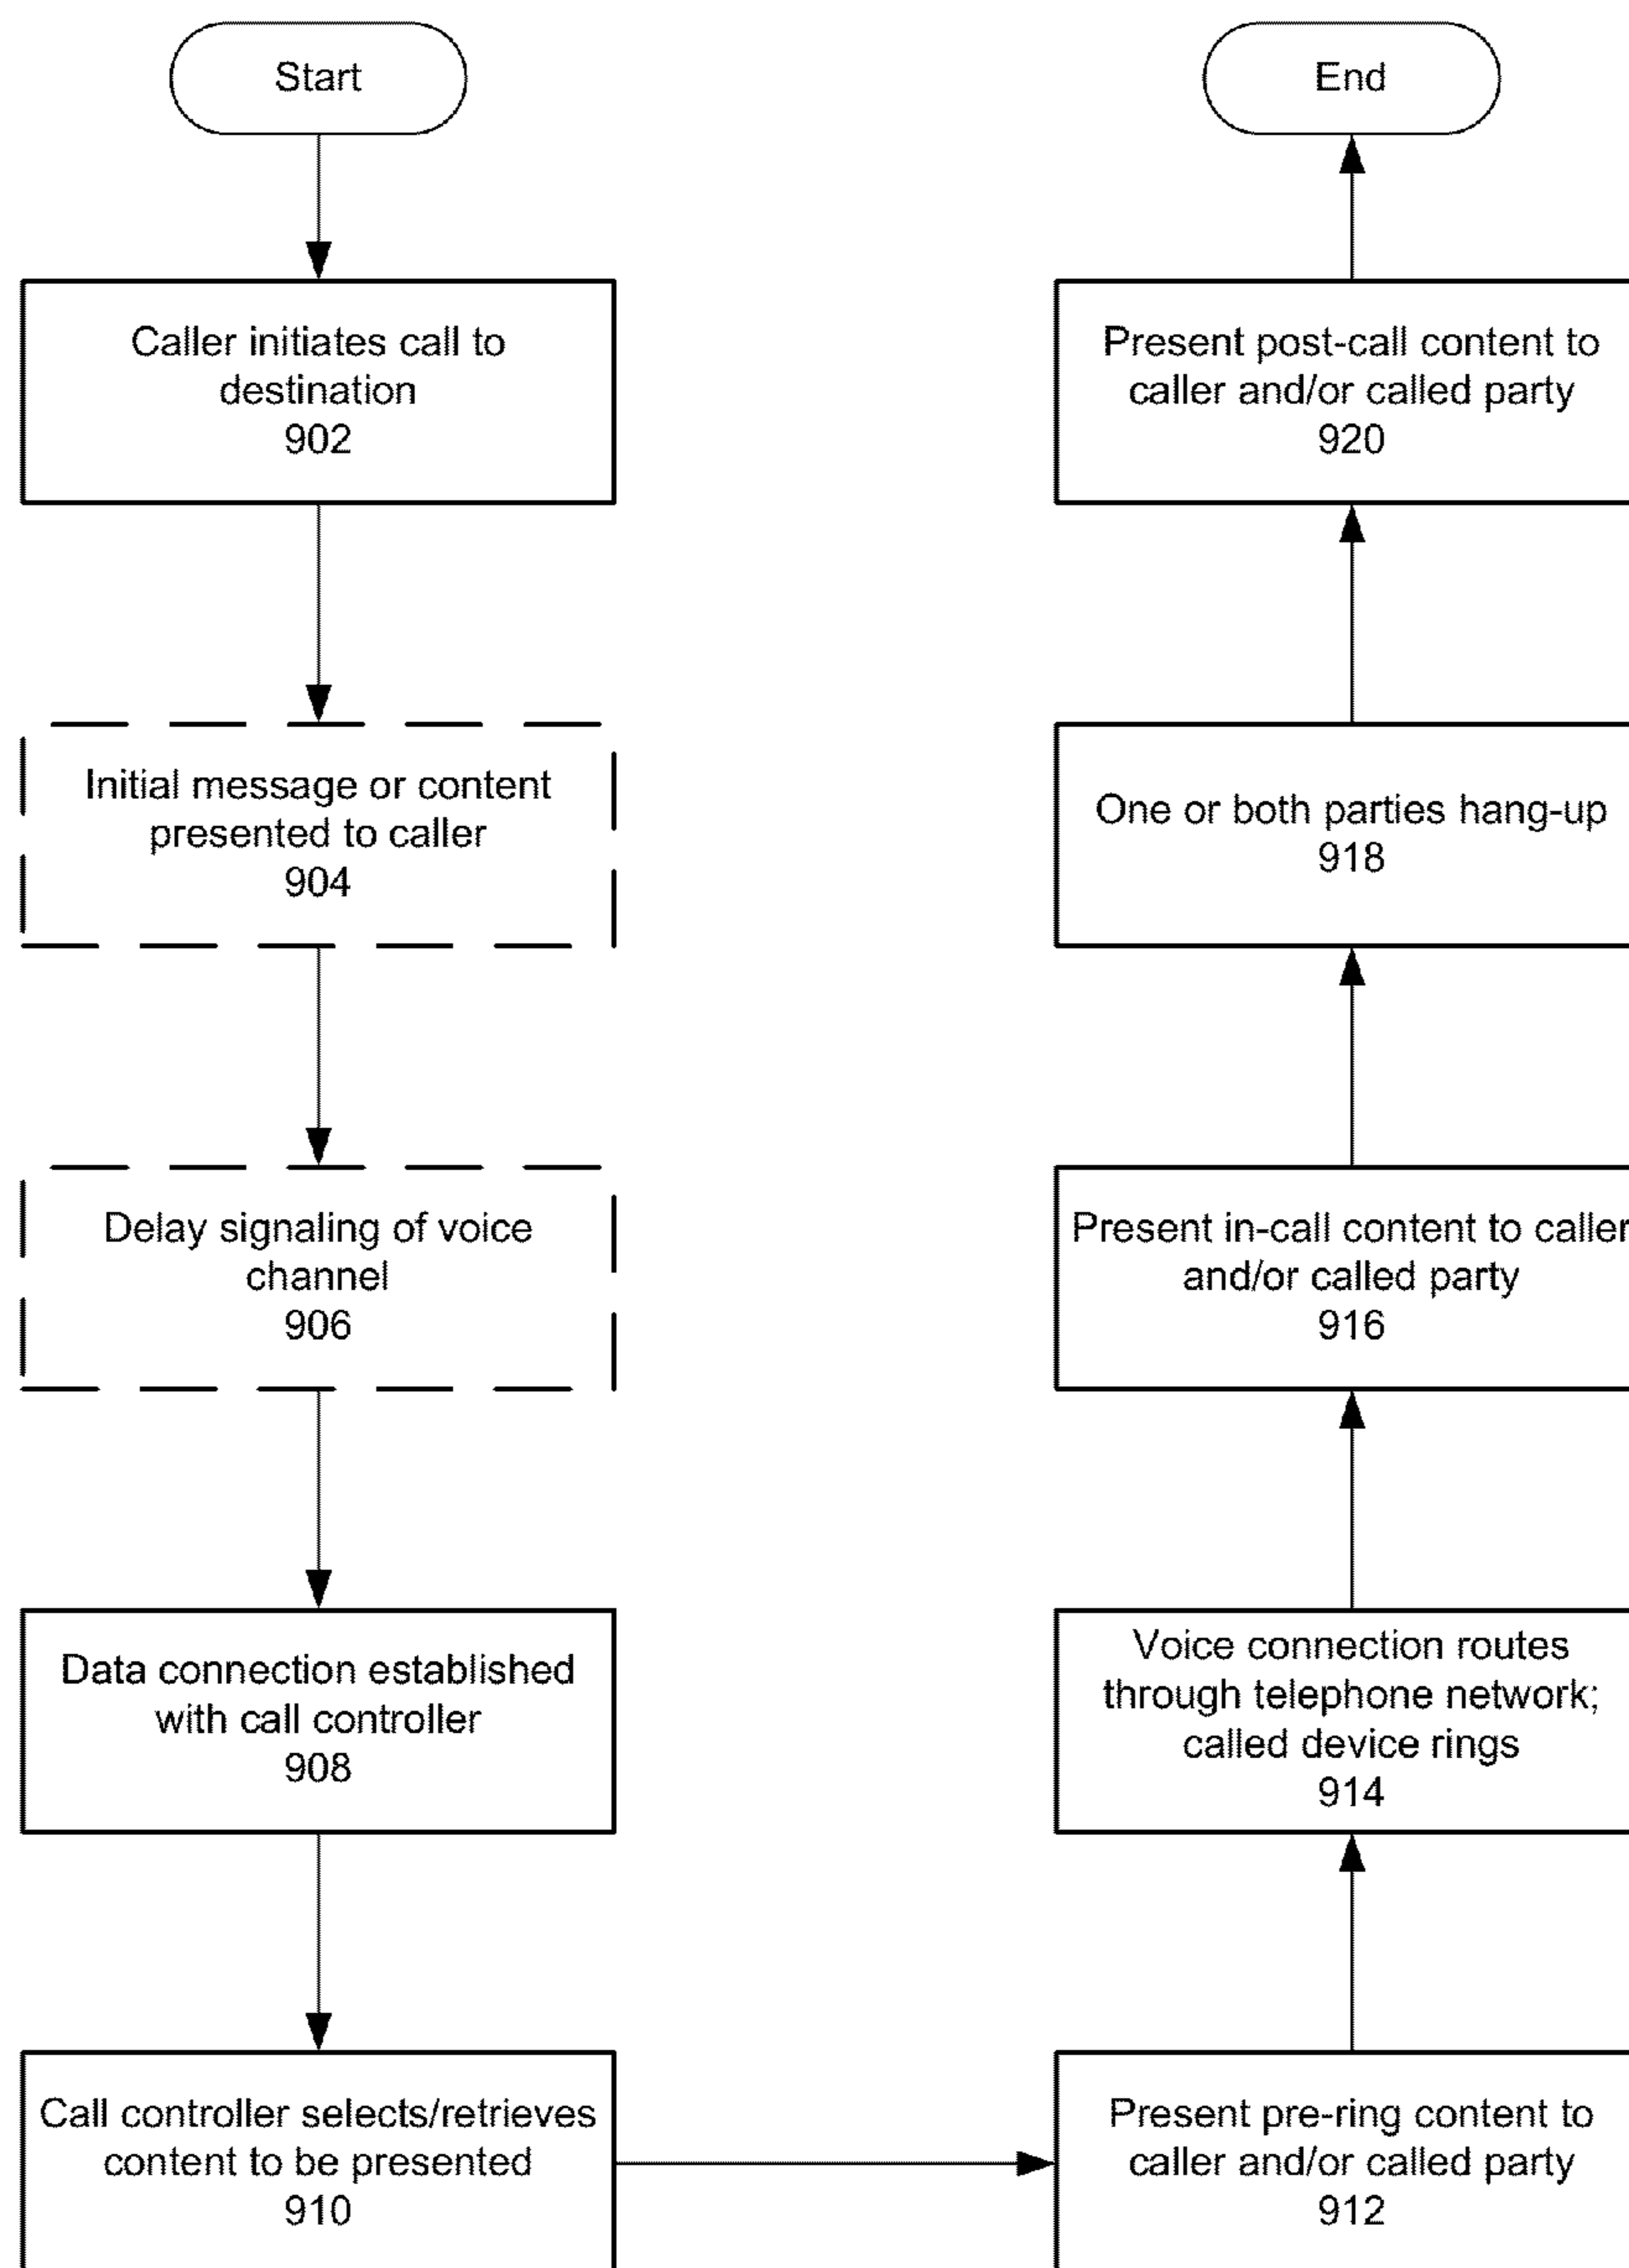 Start
Caller initiates call to
destination
902
Initial message or content
presented to caller
904
Delay signaling of voice
channel
906
Data connection established
with call controller
908
Call controller selects/retrieves
content to be presented
910
Present pre-ring content to
caller and/or called party
912
Voice connection routes
through telephone network;
called device rings
914
Present in-call content to caller
and/or called party
916
One or both parties hang-up
918
Present post-call content to
caller and/or called party
920
End